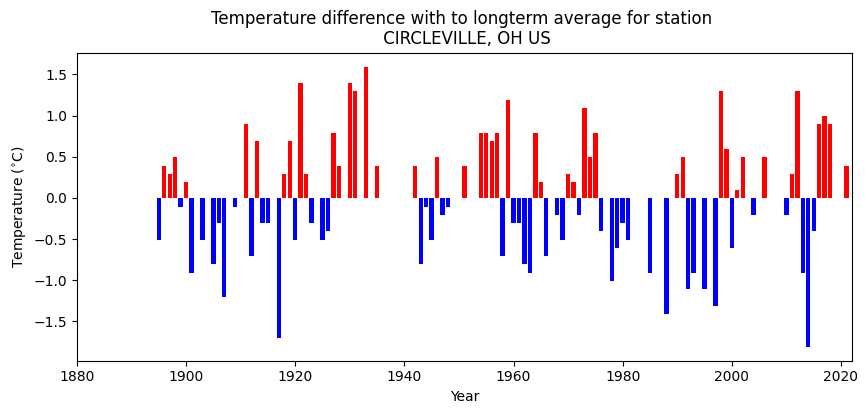 Temperature difference with to longterm average for station
CIRCLEVILLE, OH US
1.5
1.0
0.5
0.0
−0.5
−1.0
−1.5
Temperature (°C)
1880 1900 1920 1940 1960 1980 2000 2020
Year